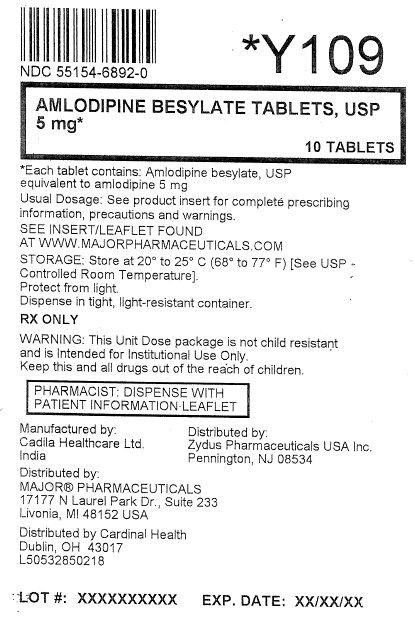 *Y109
NDC 55154-6892-0
AMLODIPINE BESYLATE TABLETS, USP
5 mg*
10 TABLETS
*Each tablet contains: Amlodipine besylate, USP
equivalent to amlodipine 5 mg
Usual Dosage: See product insert for complete prescribing
information, precautions and warnings.
SEE INSERT/LEAFLET FOUND
AT WWW.MAJORPHARMACEUTICALS.COM
STORAGE: Store at 20° to 25° C (68° to 77° F) [See USP -
Controlled Room Temperature].
Protect from light.
Dispense in tight, light-resistant container.
RX ONLY
WARNING: This Unit Dose package is not child resistant
and is Intended for Institutional Use Only.
Keep this and all drugs out of the reach of children.
PHARMACIST: DISPENSE WITH
PATIENT INFORMATION LEAFLET
Manufactured by:
Cadila Healthcare Ltd.
India
Distributed by:
Zydus Pharmaceuticals USA Inc.
Pennington, NJ 08534
Distributed by:
MAJOR® PHARMACEUTICALS
17177 N Laurel Park Dr., Suite 233
Livonia, MI 48152 USA
Distributed by Cardinal Health
Dublin, OH 43017
L50532850218
LOT #: XXXXXXXXXX EXP. DATE: XX/XX/XX